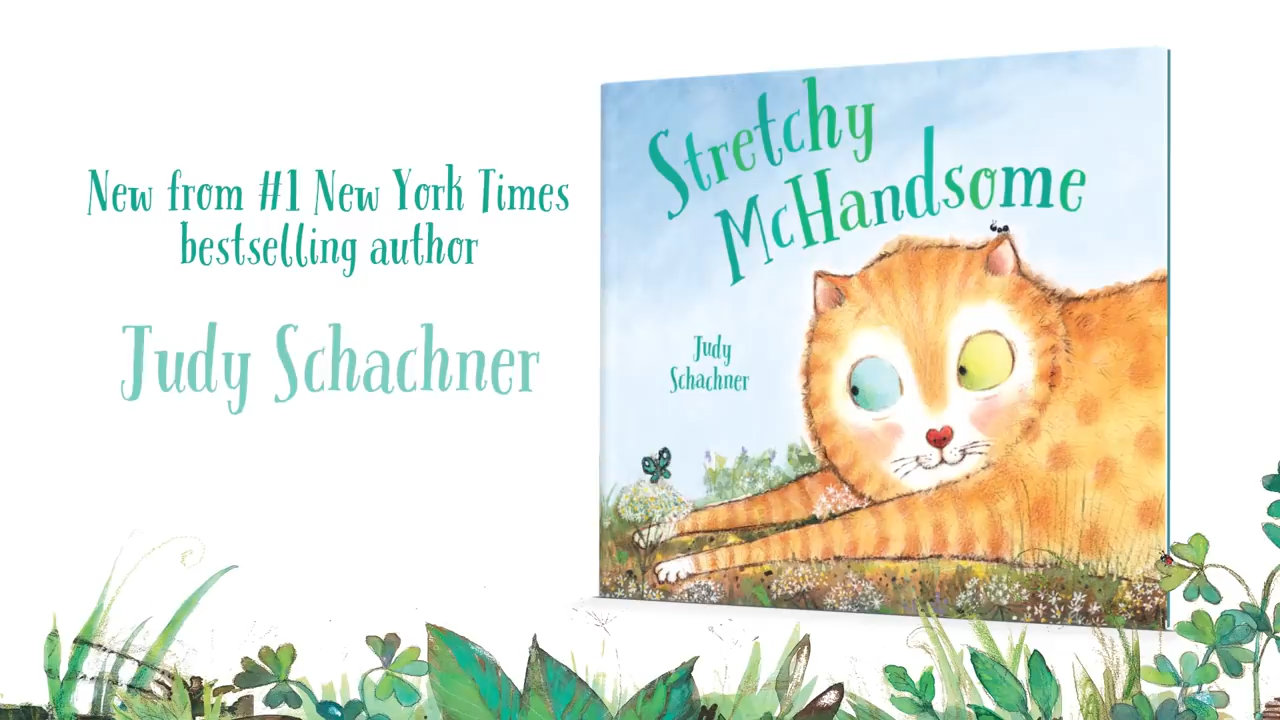 New from #1 New York Times
bestselling author
Judy Schachner
Stretchy
McHandsome
Judy
Schachner